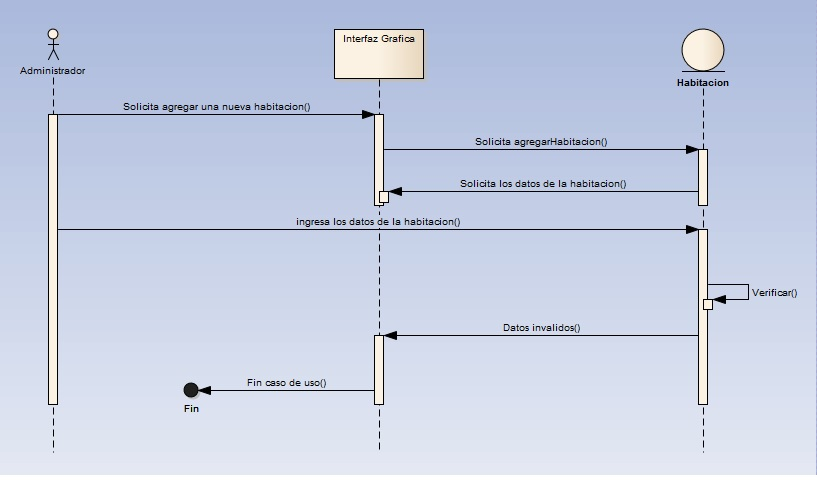 Interfaz Grafica
Administrador
Habitacion
Solicita agregar una nueva habitacion()
Solicita agregarHabitacion()
Solicita los datos de la habitacion()
ingresa los datos de la habitacion()
Verificar()
Datos invalidos()
Fin caso de uso()
Fin